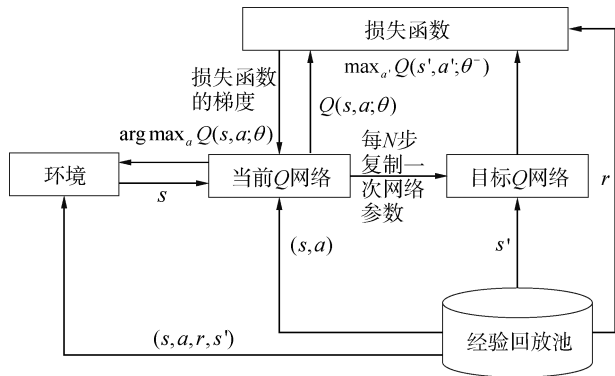 损失函数
损失函数
的梯度
max_a' Q(s',a';θ⁻)
Q(s,a;θ)
arg max_a Q(s,a;θ)
每N步
复制一
次网络
参数
环境
s
当前Q网络
目标Q网络
r
(s,a)
s'
(s,a,r,s')
经验回放池